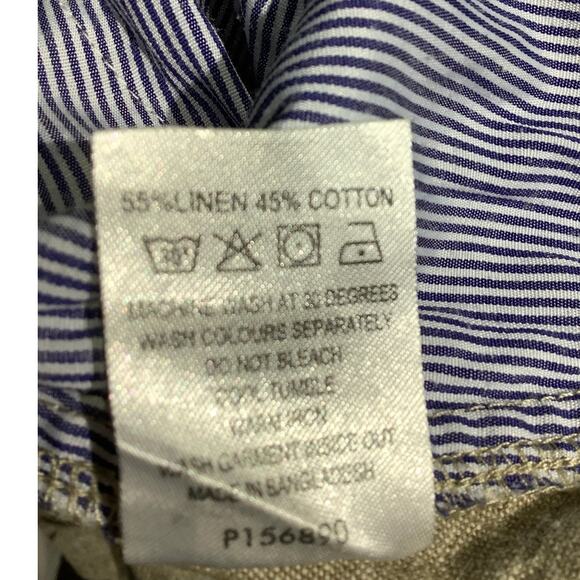 55% LINEN 45% COTTON
30°
MACHINE WASH AT 30 DEGREES
WASH COLOURS SEPARATELY
DO NOT BLEACH
COOL TUMBLE
WARM IRON
WASH GARMENT INSIDE OUT
MADE IN BANGLADESH
P156890